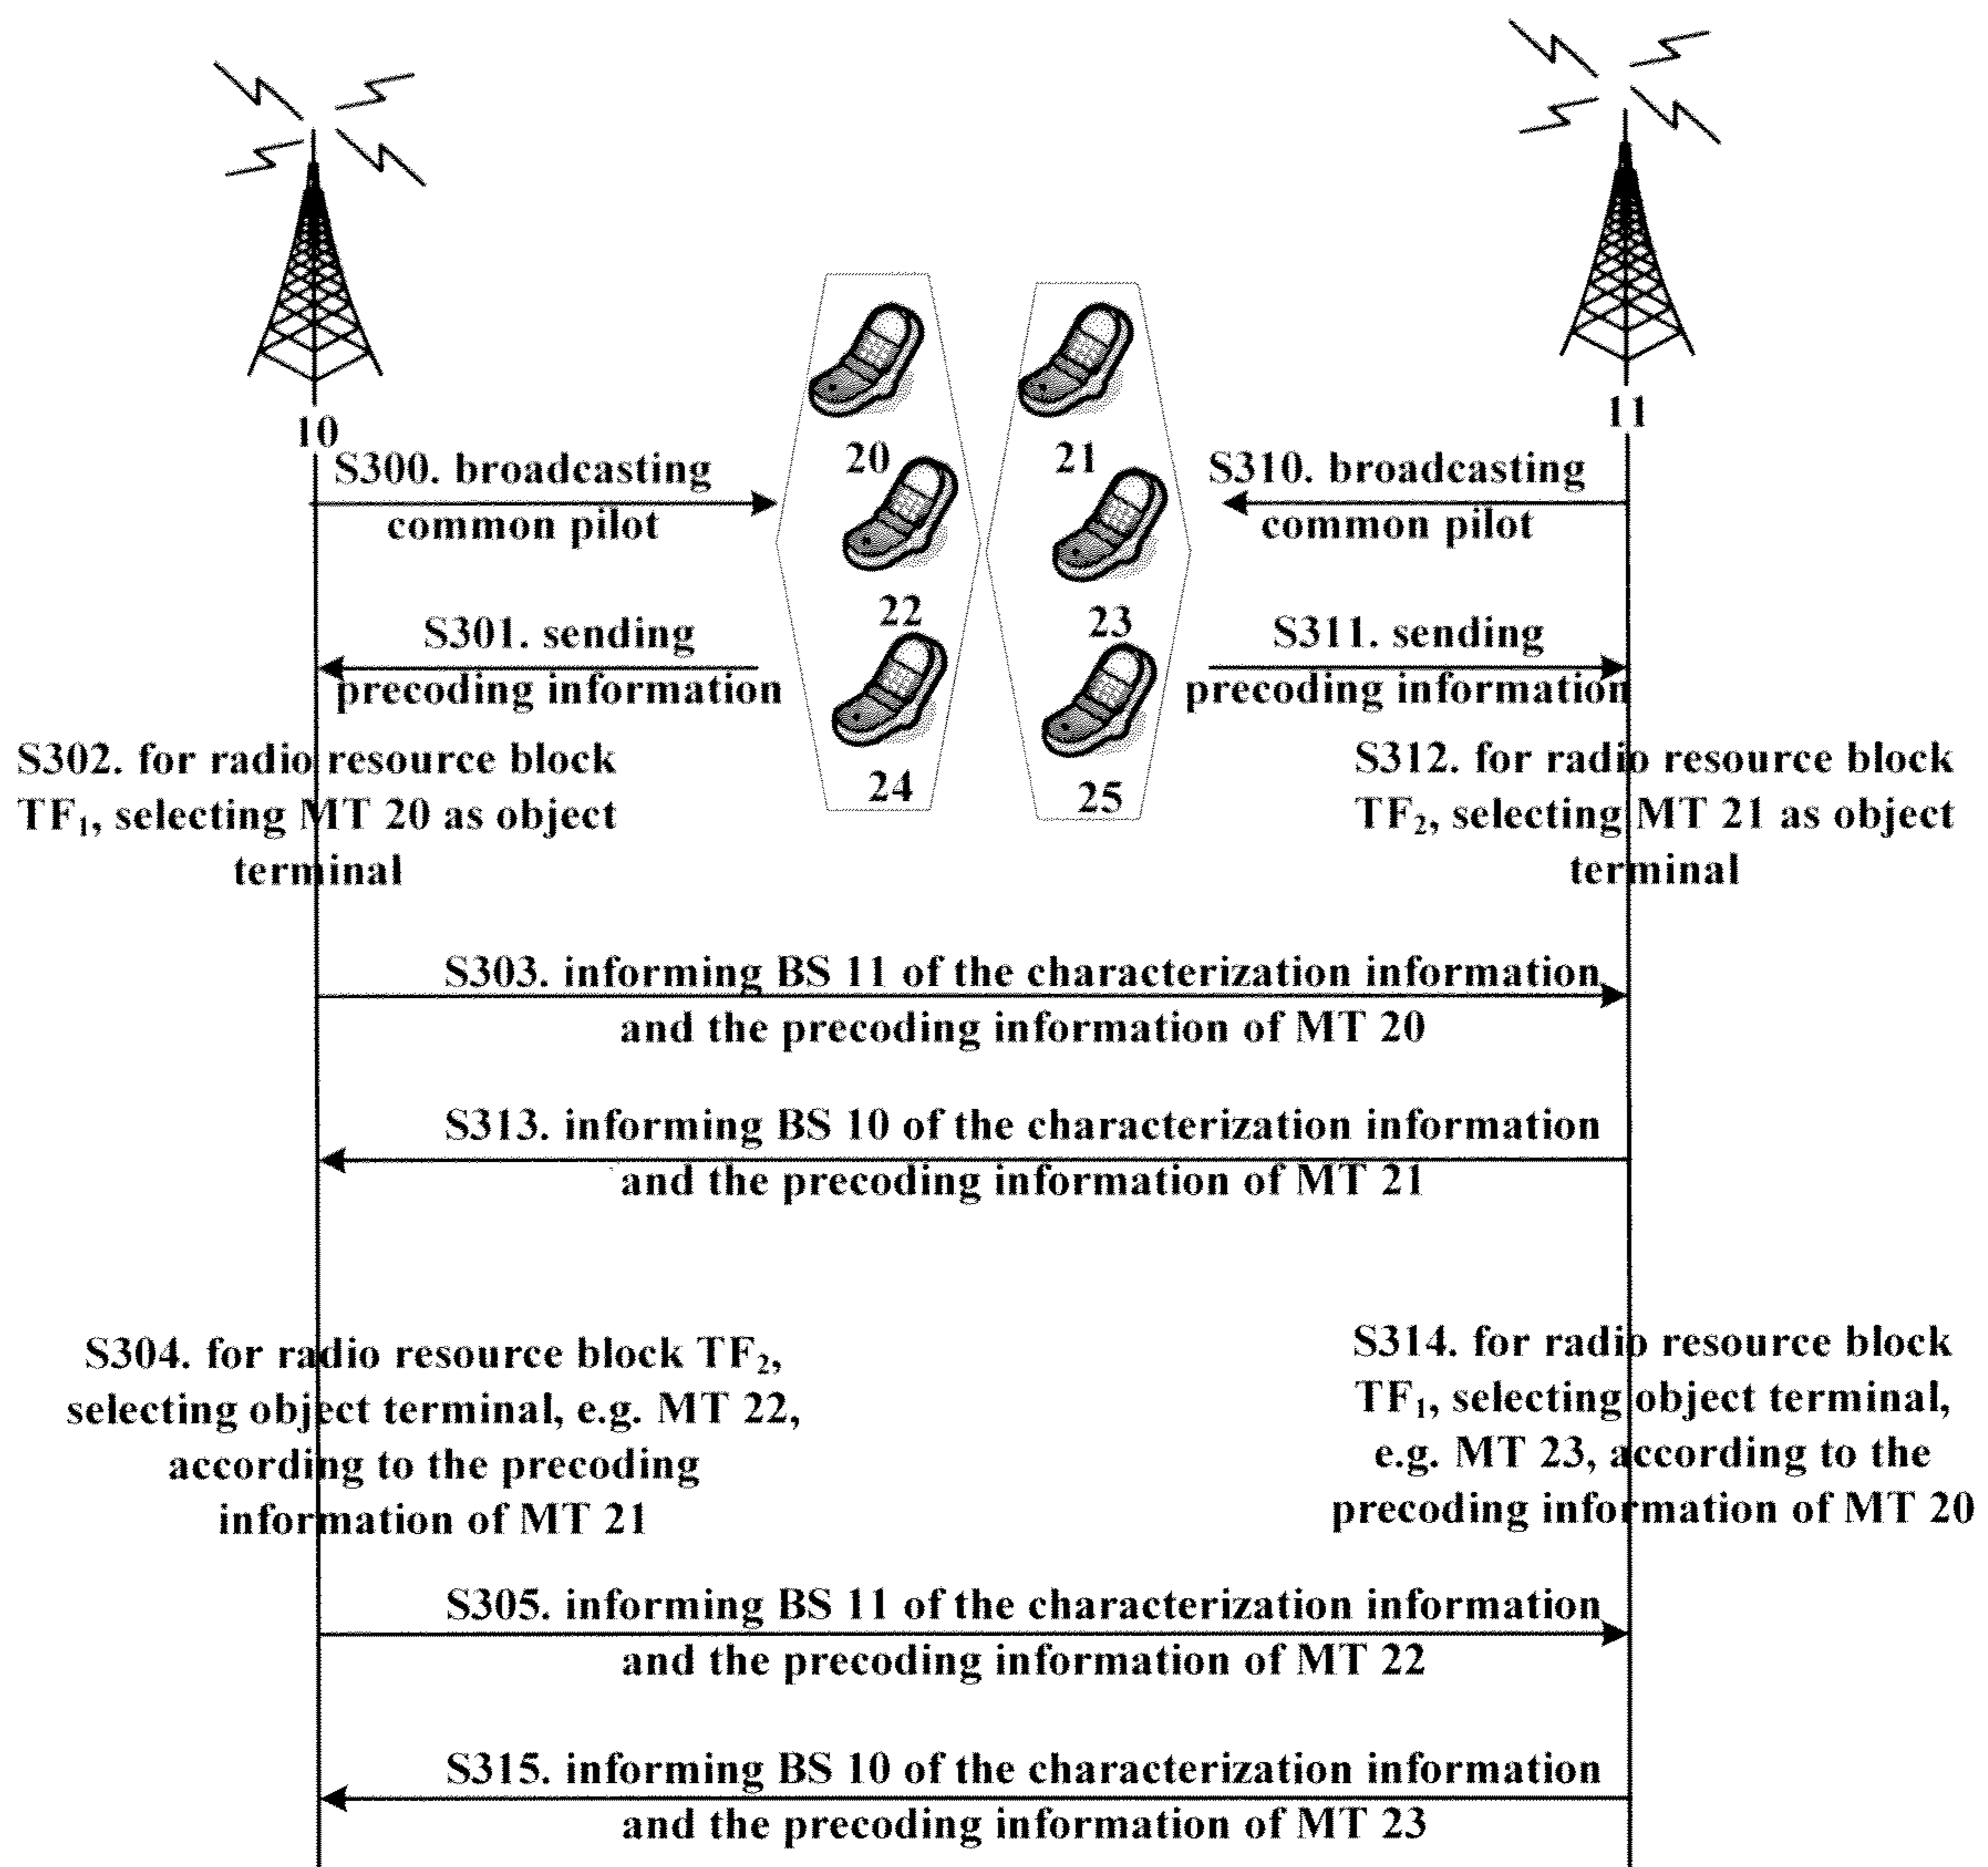 10
11
20
21
S300. broadcasting
common pilot
S310. broadcasting
common pilot
22
23
S301. sending
precoding information
S311. sending
precoding information
24
25
S302. for radio resource block
TF₁, selecting MT 20 as object
terminal
S312. for radio resource block
TF₂, selecting MT 21 as object
terminal
S303. informing BS 11 of the characterization information
and the precoding information of MT 20
S313. informing BS 10 of the characterization information
and the precoding information of MT 21
S304. for radio resource block TF₂,
selecting object terminal, e.g. MT 22,
according to the precoding
information of MT 21
S314. for radio resource block
TF₁, selecting object terminal,
e.g. MT 23, according to the
precoding information of MT 20
S305. informing BS 11 of the characterization information
and the precoding information of MT 22
S315. informing BS 10 of the characterization information
and the precoding information of MT 23